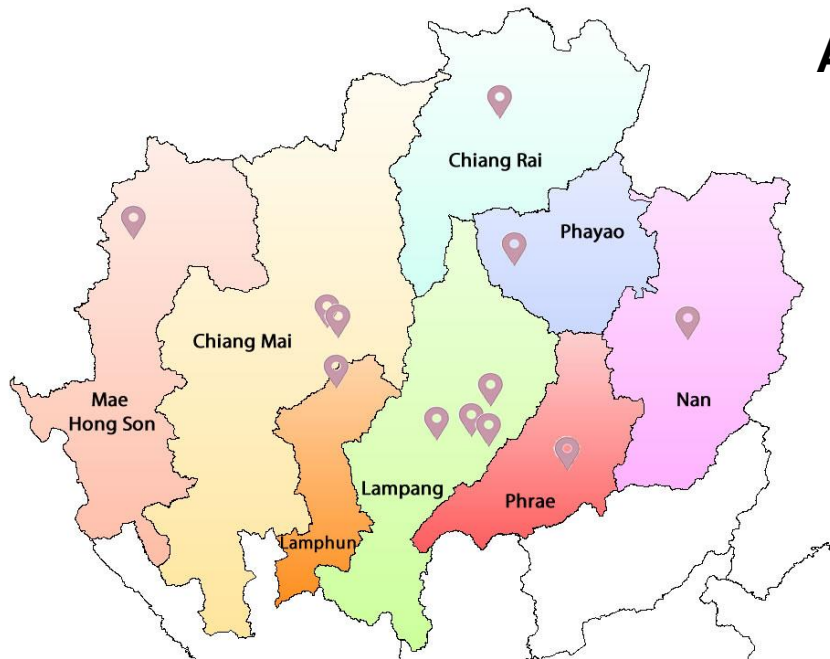 A
Chiang Rai
Phayao
Chiang Mai
Mae
Hong Son
Nan
Lampang
Phrae
Lamphun